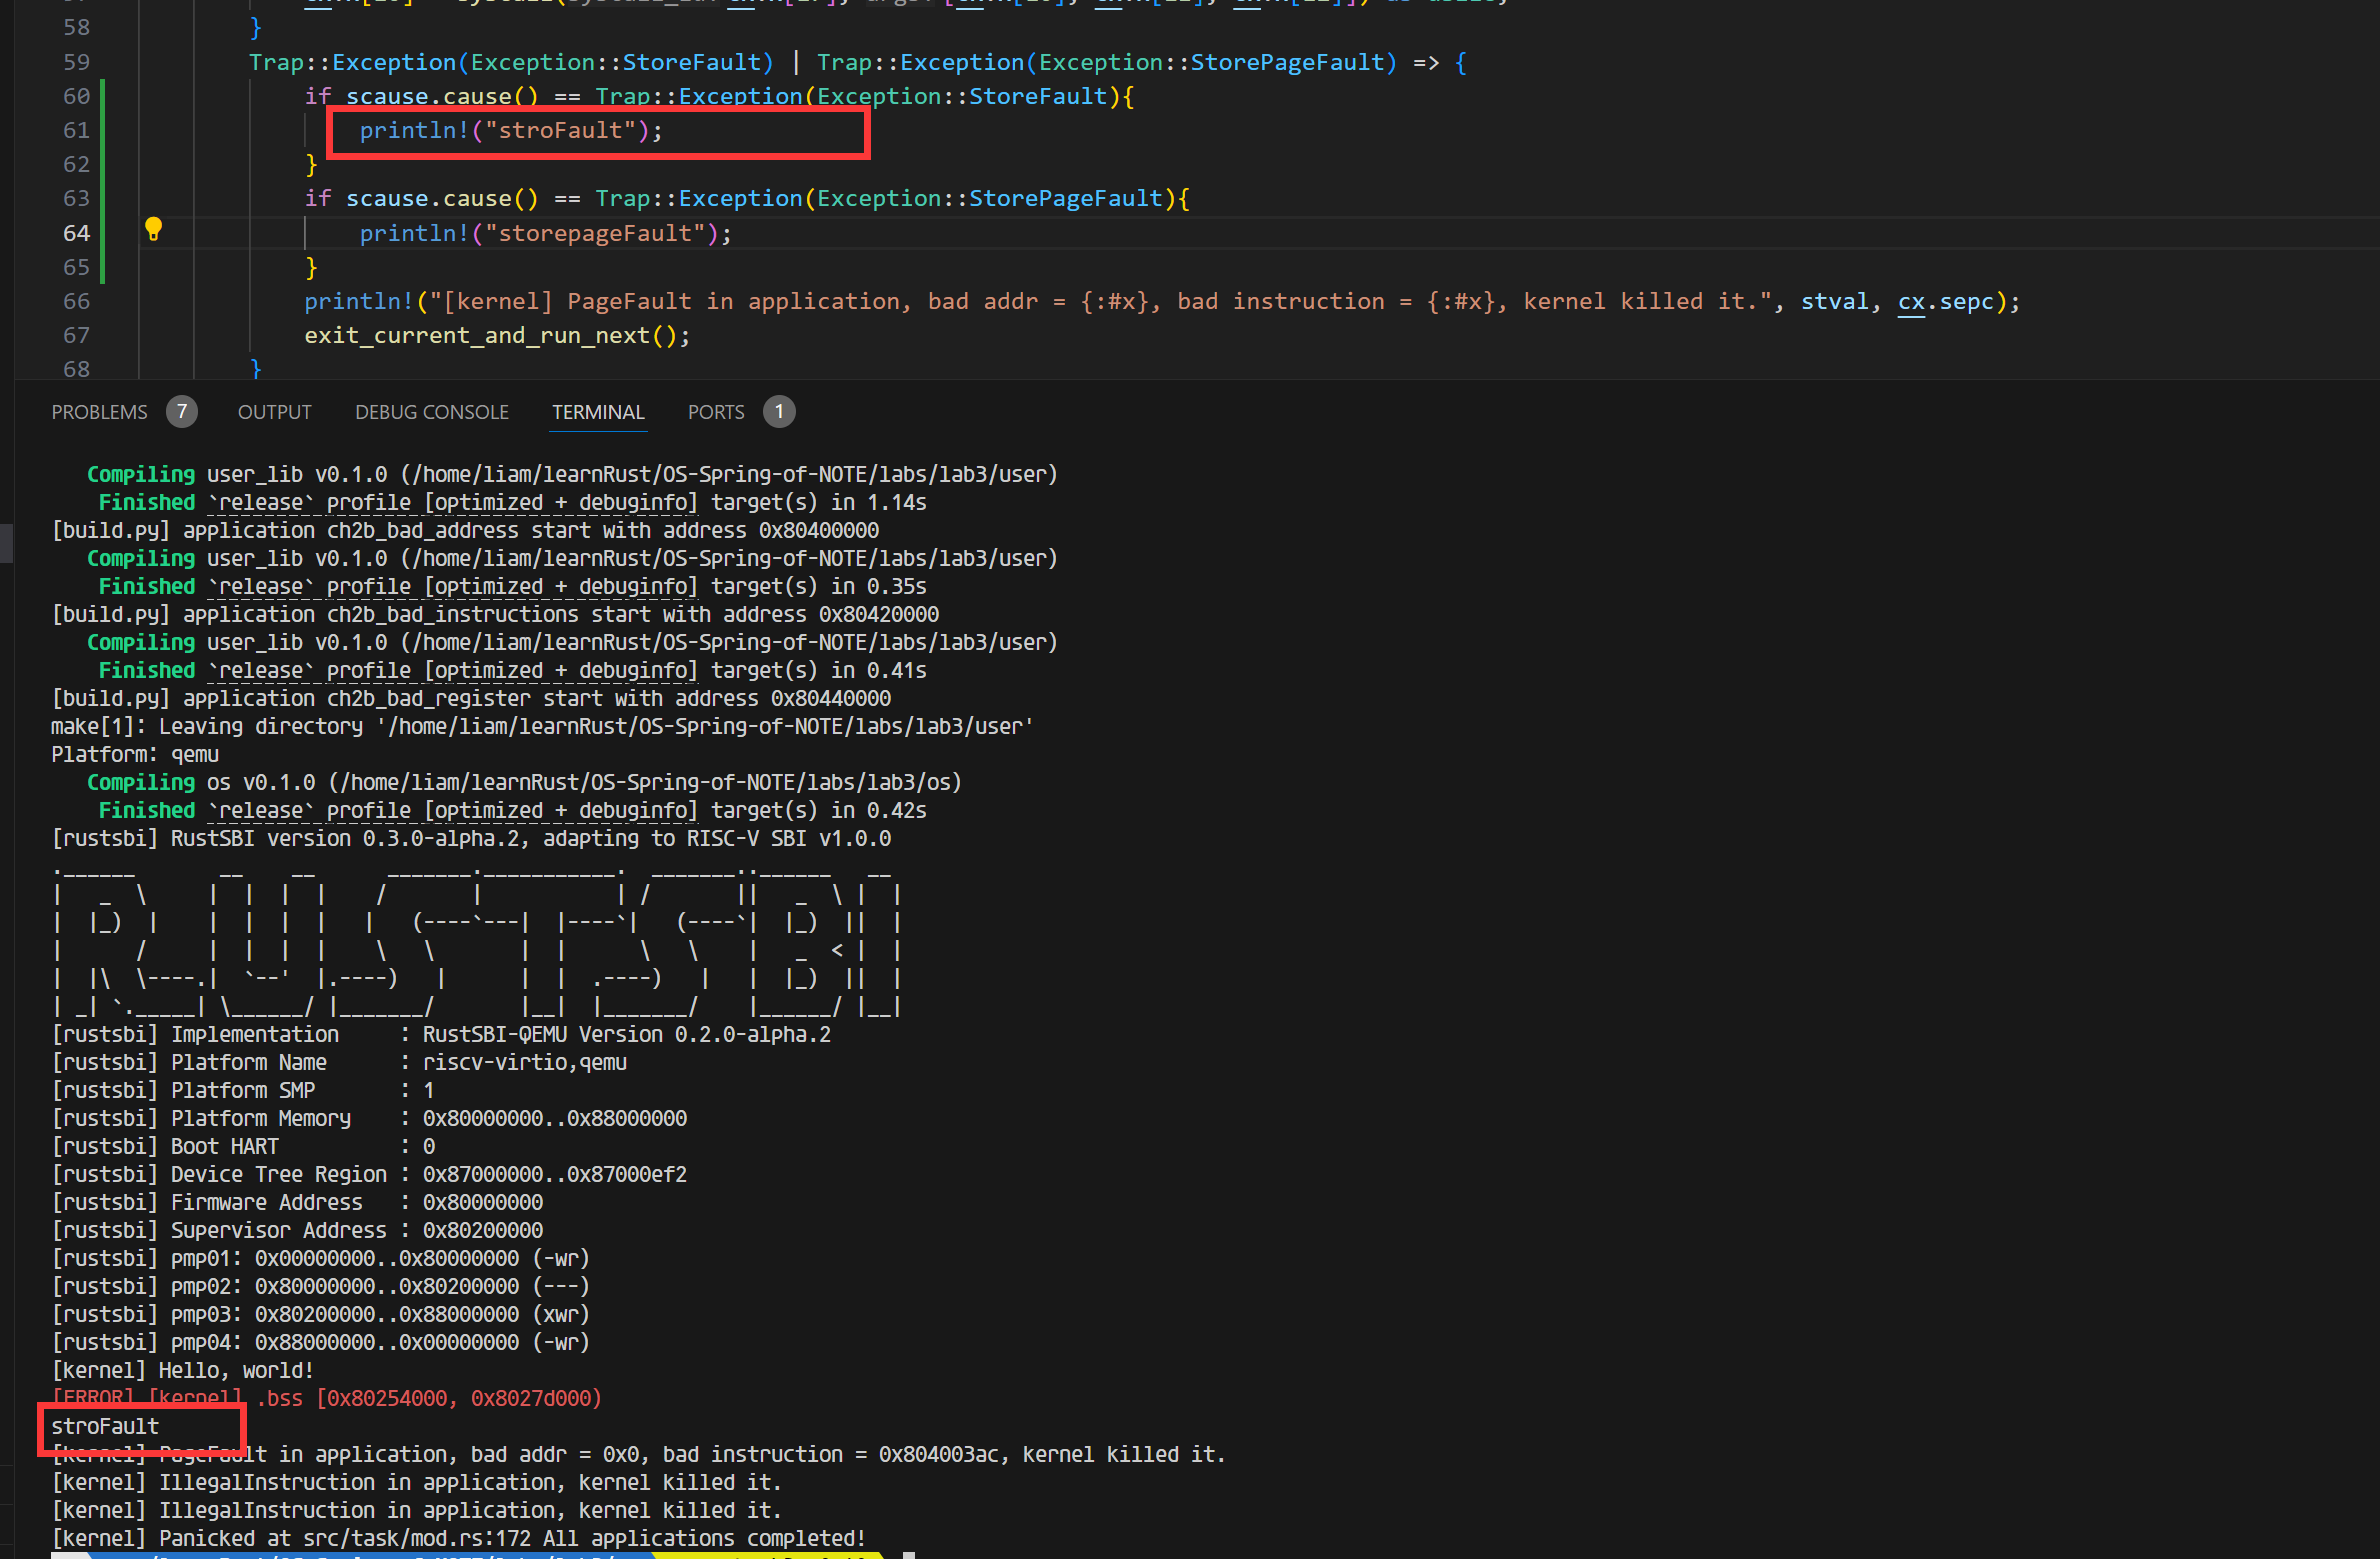 58 }
59 Trap::Exception(Exception::StoreFault) | Trap::Exception(Exception::StorePageFault) => {
60 if scause.cause() == Trap::Exception(Exception::StoreFault){
61 println!("stroFault");
62 }
63 if scause.cause() == Trap::Exception(Exception::StorePageFault){
64 println!("storepageFault");
65 }
66 println!("[kernel] PageFault in application, bad addr = {:#x}, bad instruction = {:#x}, kernel killed it.", stval, cx.sepc);
67 exit_current_and_run_next();
68 }
PROBLEMS 7 OUTPUT DEBUG CONSOLE TERMINAL PORTS 1
Compiling user_lib v0.1.0 (/home/liam/learnRust/OS-Spring-of-NOTE/labs/lab3/user)
Finished `release` profile [optimized + debuginfo] target(s) in 1.14s
[build.py] application ch2b_bad_address start with address 0x80400000
Compiling user_lib v0.1.0 (/home/liam/learnRust/OS-Spring-of-NOTE/labs/lab3/user)
Finished `release` profile [optimized + debuginfo] target(s) in 0.35s
[build.py] application ch2b_bad_instructions start with address 0x80420000
Compiling user_lib v0.1.0 (/home/liam/learnRust/OS-Spring-of-NOTE/labs/lab3/user)
Finished `release` profile [optimized + debuginfo] target(s) in 0.41s
[build.py] application ch2b_bad_register start with address 0x80440000
make[1]: Leaving directory '/home/liam/learnRust/OS-Spring-of-NOTE/labs/lab3/user'
Platform: qemu
Compiling os v0.1.0 (/home/liam/learnRust/OS-Spring-of-NOTE/labs/lab3/os)
Finished `release` profile [optimized + debuginfo] target(s) in 0.42s
[rustsbi] RustSBI version 0.3.0-alpha.2, adapting to RISC-V SBI v1.0.0
RUSTSBI
[rustsbi] Implementation : RustSBI-QEMU Version 0.2.0-alpha.2
[rustsbi] Platform Name : riscv-virtio,qemu
[rustsbi] Platform SMP : 1
[rustsbi] Platform Memory : 0x80000000..0x88000000
[rustsbi] Boot HART : 0
[rustsbi] Device Tree Region : 0x87000000..0x87000ef2
[rustsbi] Firmware Address : 0x80000000
[rustsbi] Supervisor Address : 0x80200000
[rustsbi] pmp01: 0x00000000..0x80000000 (-wr)
[rustsbi] pmp02: 0x80000000..0x80200000 (---)
[rustsbi] pmp03: 0x80200000..0x88000000 (xwr)
[rustsbi] pmp04: 0x88000000..0x00000000 (-wr)
[kernel] Hello, world!
[ERROR] [kernel] .bss [0x80254000, 0x8027d000)
stroFault
[kernel] PageFault in application, bad addr = 0x0, bad instruction = 0x804003ac, kernel killed it.
[kernel] IllegalInstruction in application, kernel killed it.
[kernel] IllegalInstruction in application, kernel killed it.
[kernel] Panicked at src/task/mod.rs:172 All applications completed!